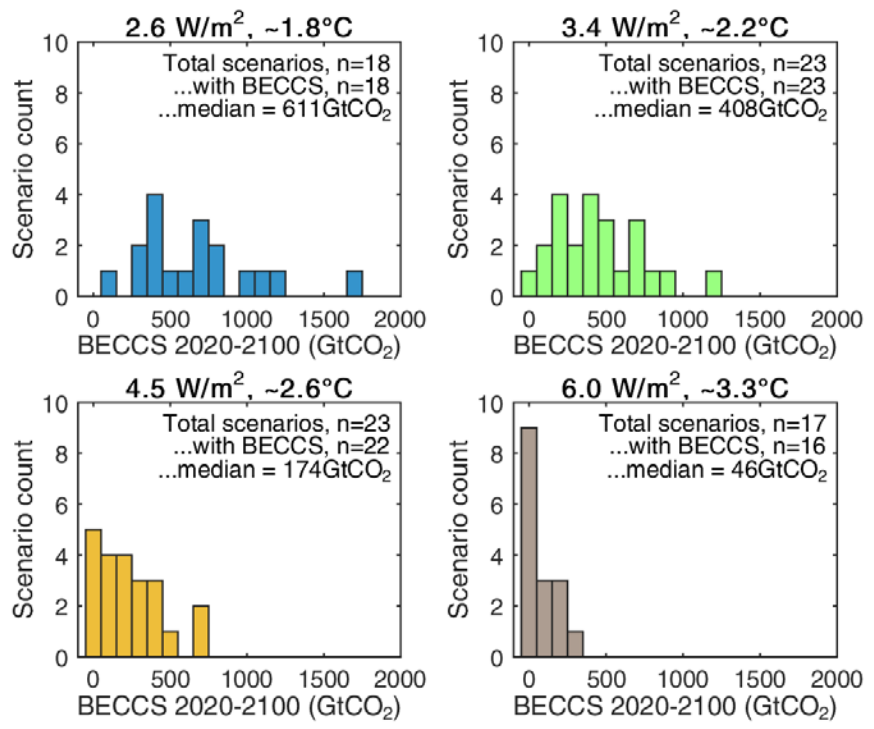 2.6 W/m², ~1.8°C
10
8
6
4
2
0
Scenario count
Total scenarios, n=18
...with BECCS, n=18
...median = 611GtCO₂
0 500 1000 1500 2000
BECCS 2020-2100 (GtCO₂)
3.4 W/m², ~2.2°C
10
8
6
4
2
0
Scenario count
Total scenarios, n=23
...with BECCS, n=23
...median = 408GtCO₂
0 500 1000 1500 2000
BECCS 2020-2100 (GtCO₂)
4.5 W/m², ~2.6°C
10
8
6
4
2
0
Scenario count
Total scenarios, n=23
...with BECCS, n=22
...median = 174GtCO₂
0 500 1000 1500 2000
BECCS 2020-2100 (GtCO₂)
6.0 W/m², ~3.3°C
10
8
6
4
2
0
Scenario count
Total scenarios, n=17
...with BECCS, n=16
...median = 46GtCO₂
0 500 1000 1500 2000
BECCS 2020-2100 (GtCO₂)